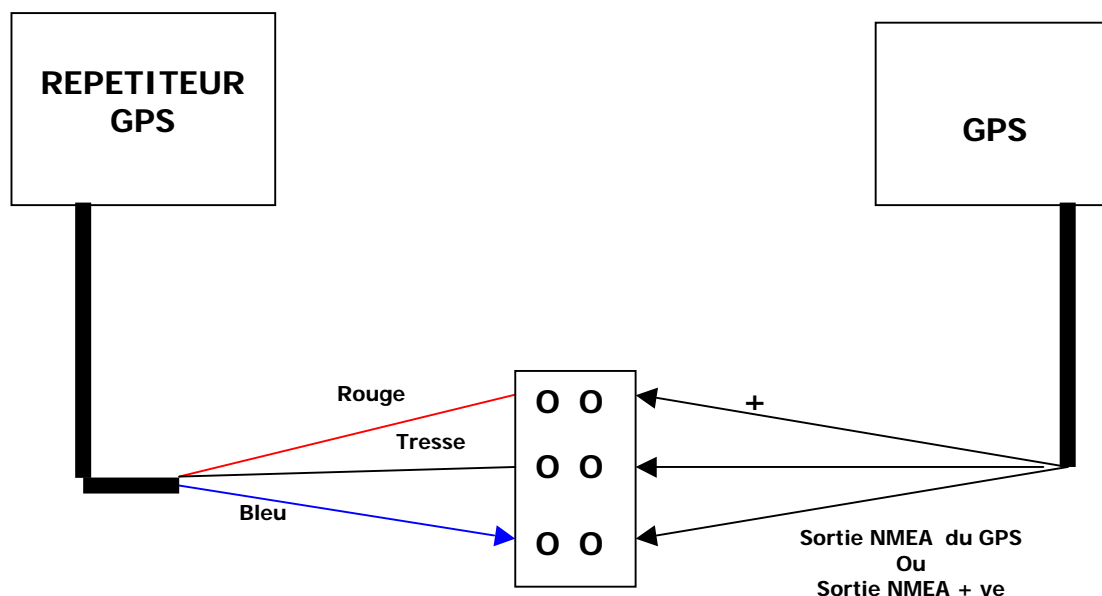 REPETITEUR
GPS
GPS
Rouge
+
O O
Tresse
O O
Bleu
O O
Sortie NMEA du GPS
Ou
Sortie NMEA + ve